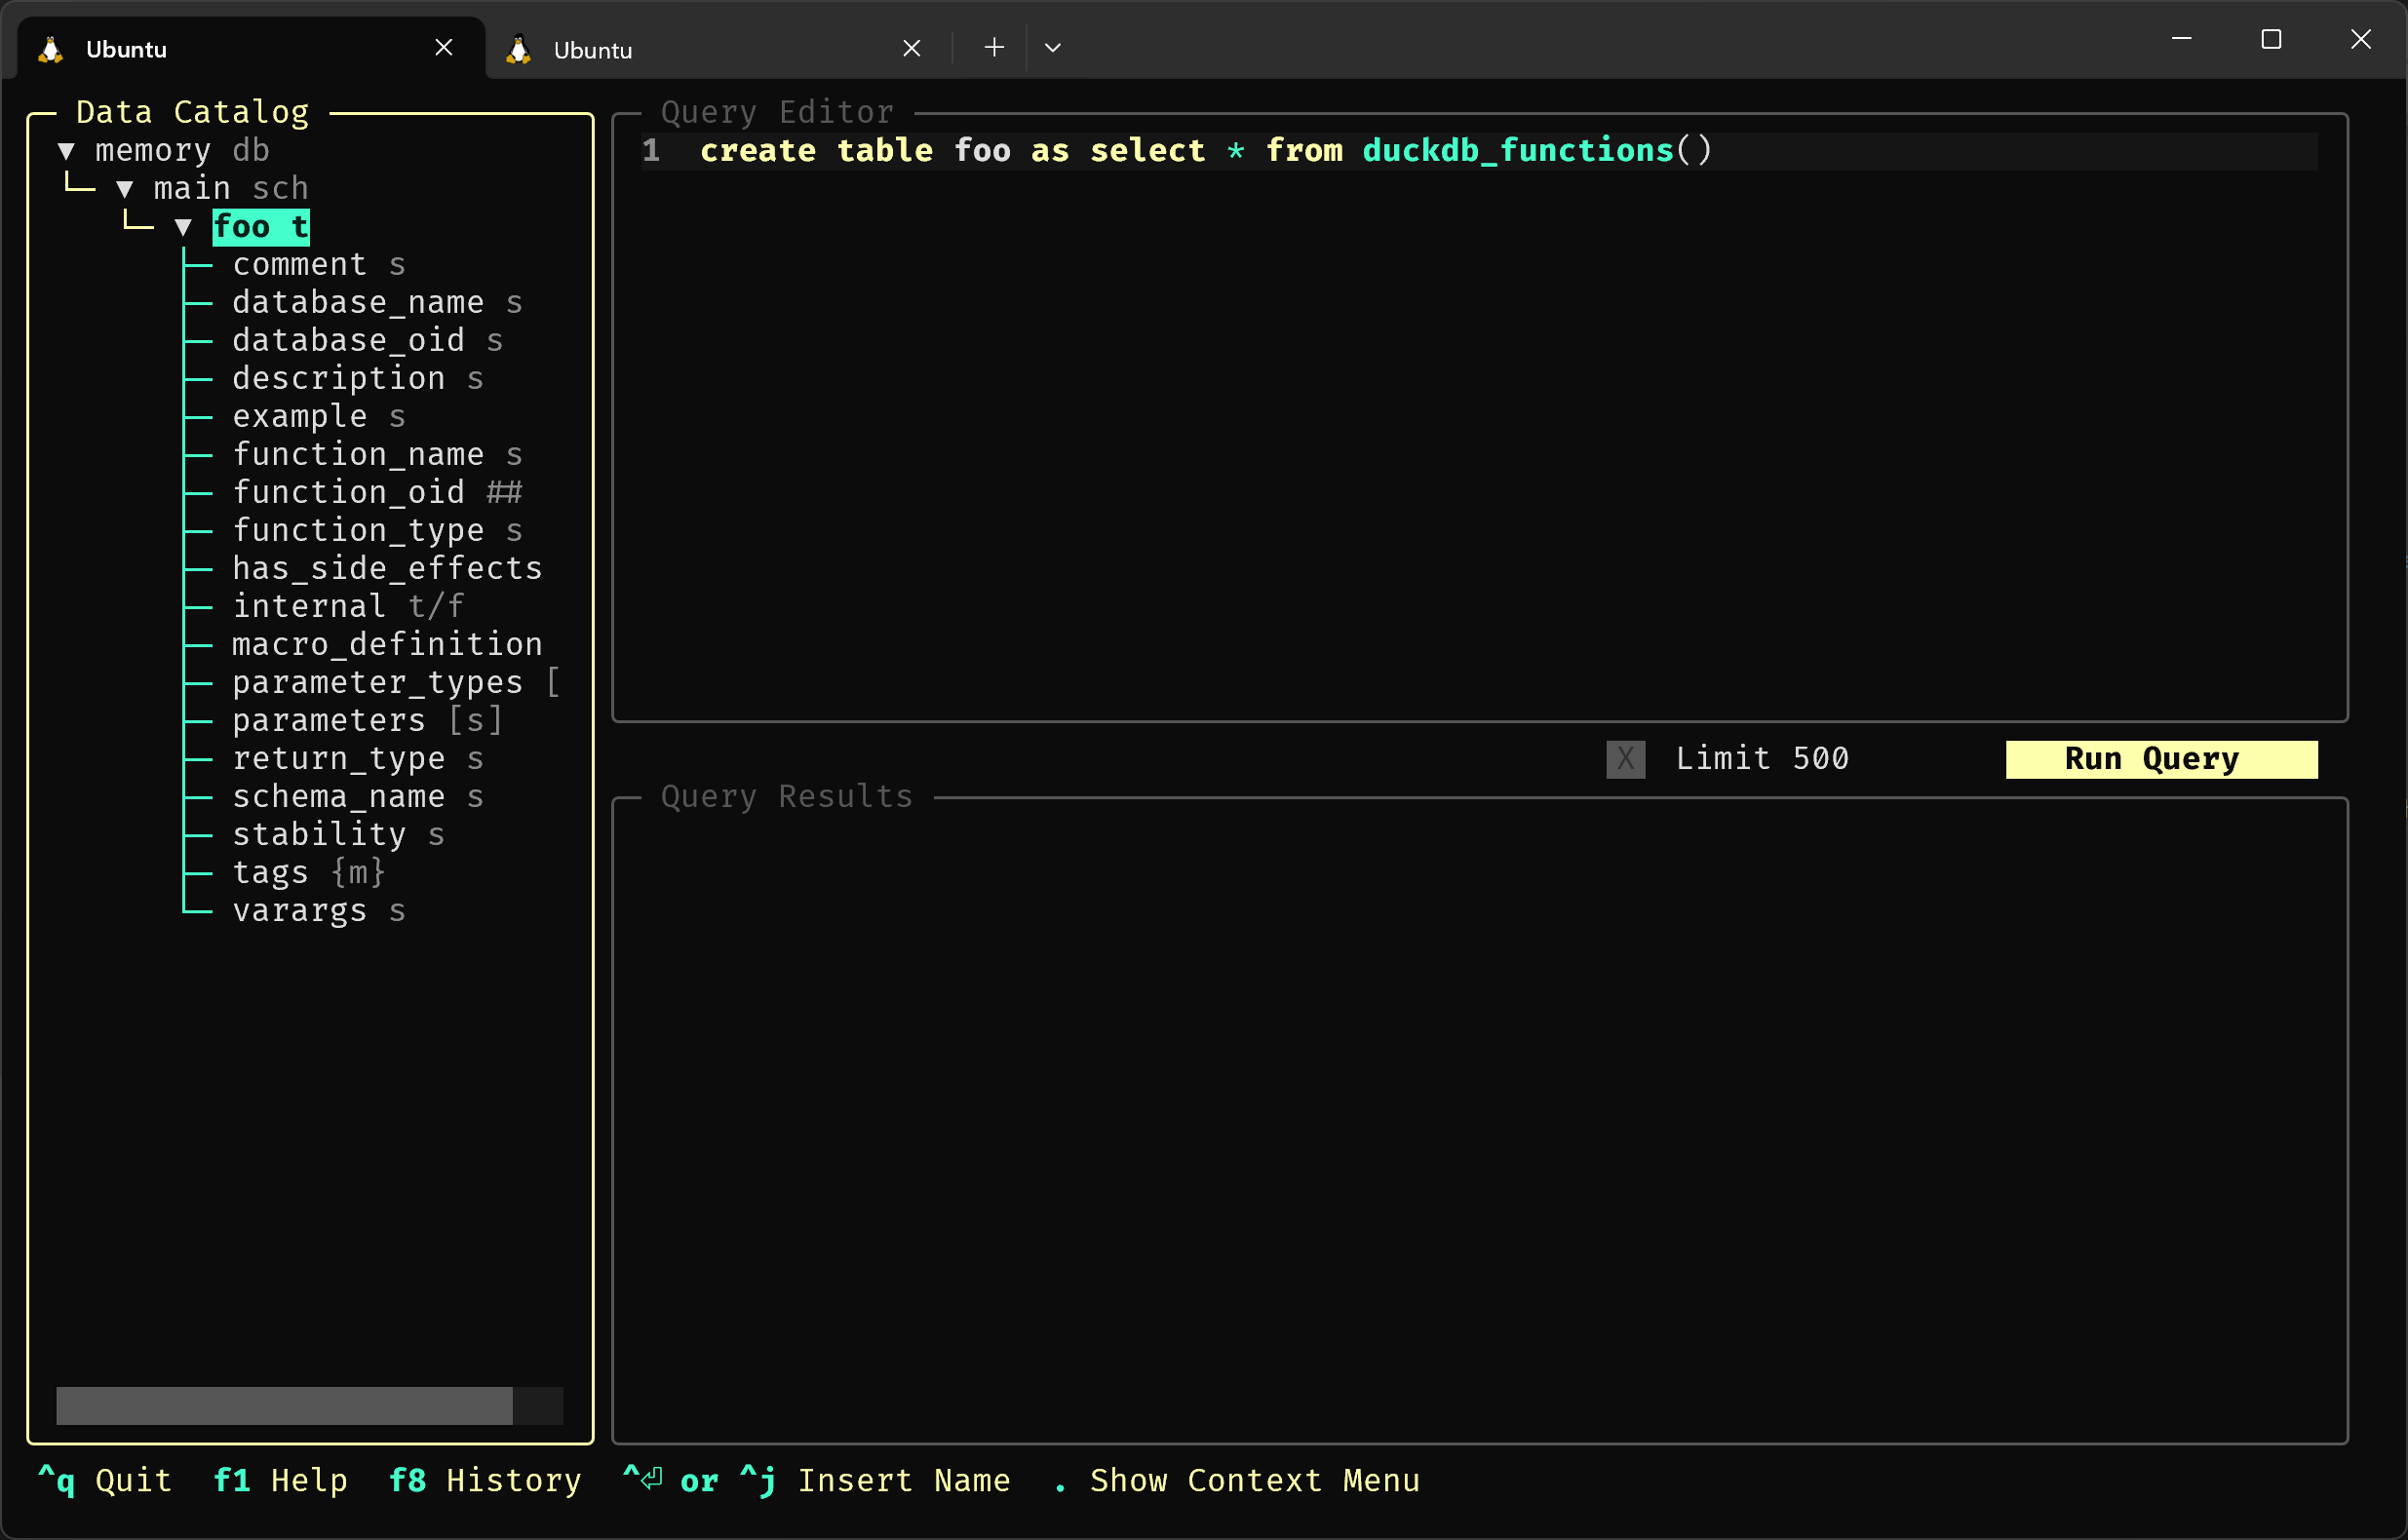 Ubuntu
Ubuntu
Data Catalog
▼ memory db
▼ main sch
▼ foo t
comment s
database_name s
database_oid s
description s
example s
function_name s
function_oid ##
function_type s
has_side_effects
internal t/f
macro_definition
parameter_types [
parameters [s]
return_type s
schema_name s
stability s
tags {m}
varargs s
Query Editor
1 create table foo as select * from duckdb_functions()
X Limit 500
Run Query
Query Results
^q Quit f1 Help f8 History ^⏎ or ^j Insert Name . Show Context Menu